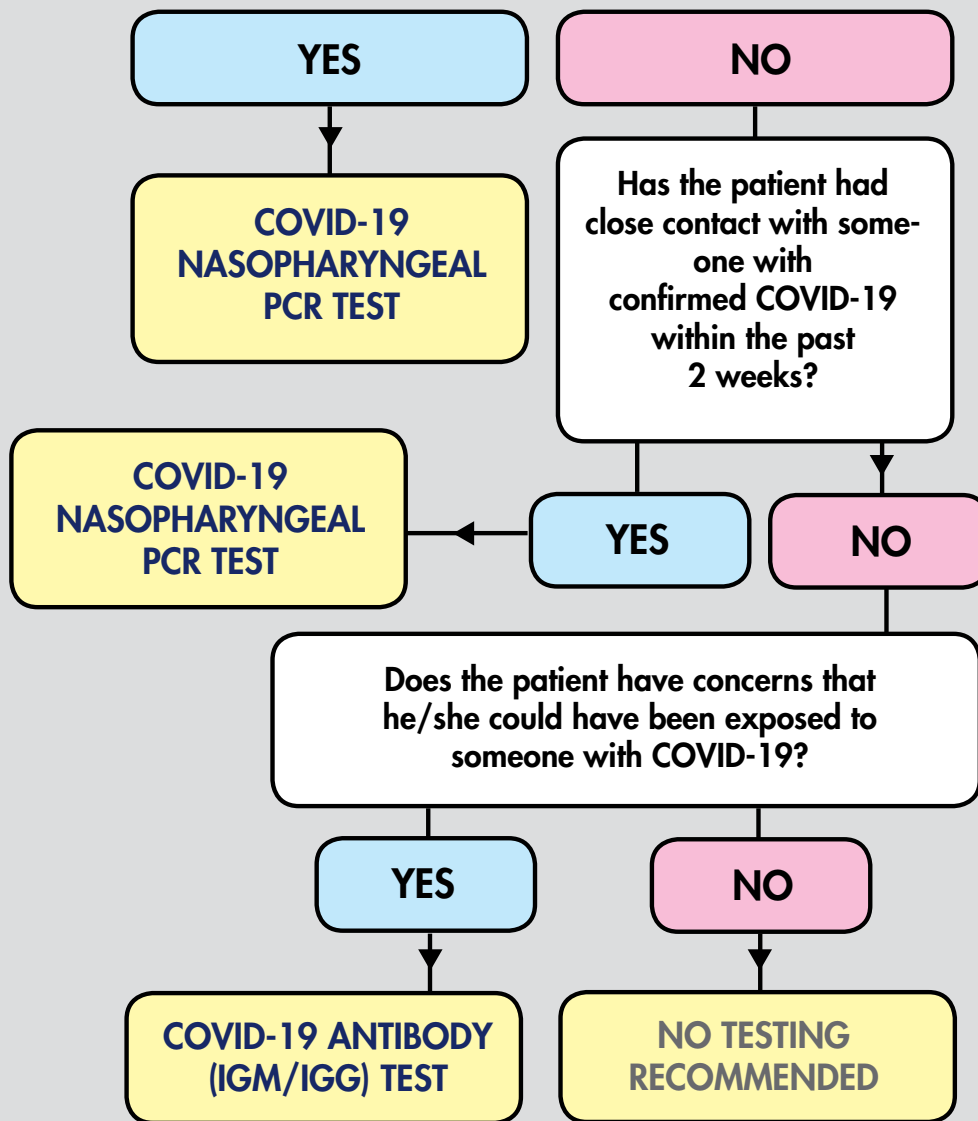 YES
NO
COVID-19
NASOPHARYNGEAL
PCR TEST
Has the patient had
close contact with some-
one with
confirmed COVID-19
within the past
2 weeks?
COVID-19
NASOPHARYNGEAL
PCR TEST
YES
NO
Does the patient have concerns that
he/she could have been exposed to
someone with COVID-19?
YES
NO
COVID-19 ANTIBODY
(IGM/IGG) TEST
NO TESTING
RECOMMENDED